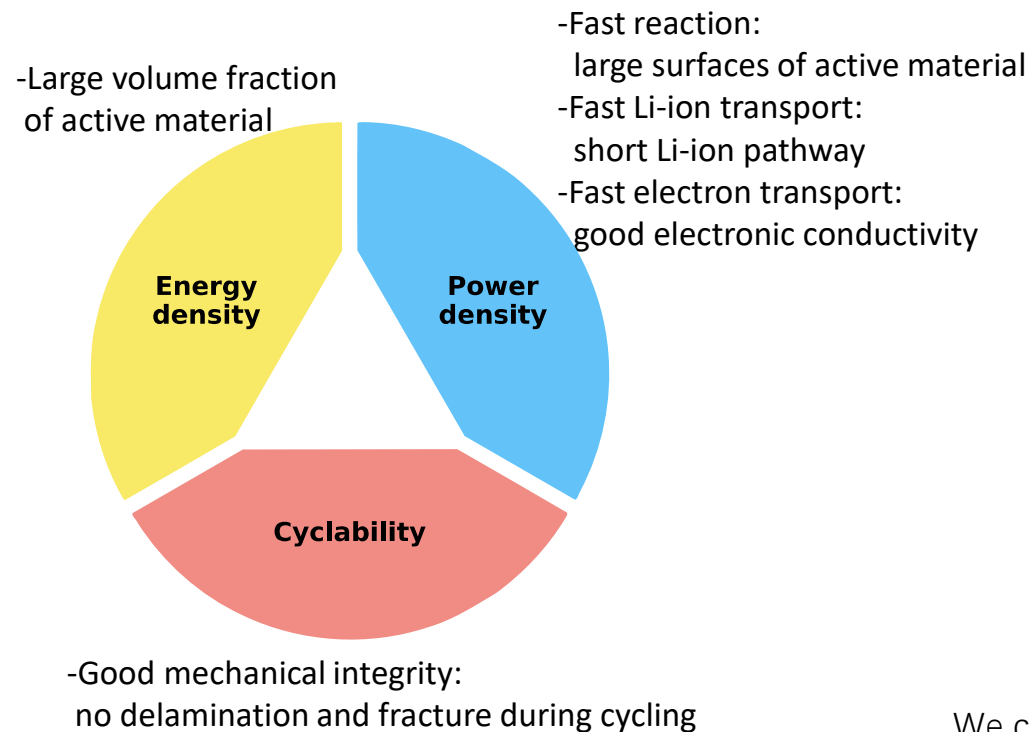 -Large volume fraction
of active material
-Fast reaction:
large surfaces of active material
-Fast Li-ion transport:
short Li-ion pathway
-Fast electron transport:
good electronic conductivity
Energy
density
Power
density
Cyclability
-Good mechanical integrity:
no delamination and fracture during cycling
We c